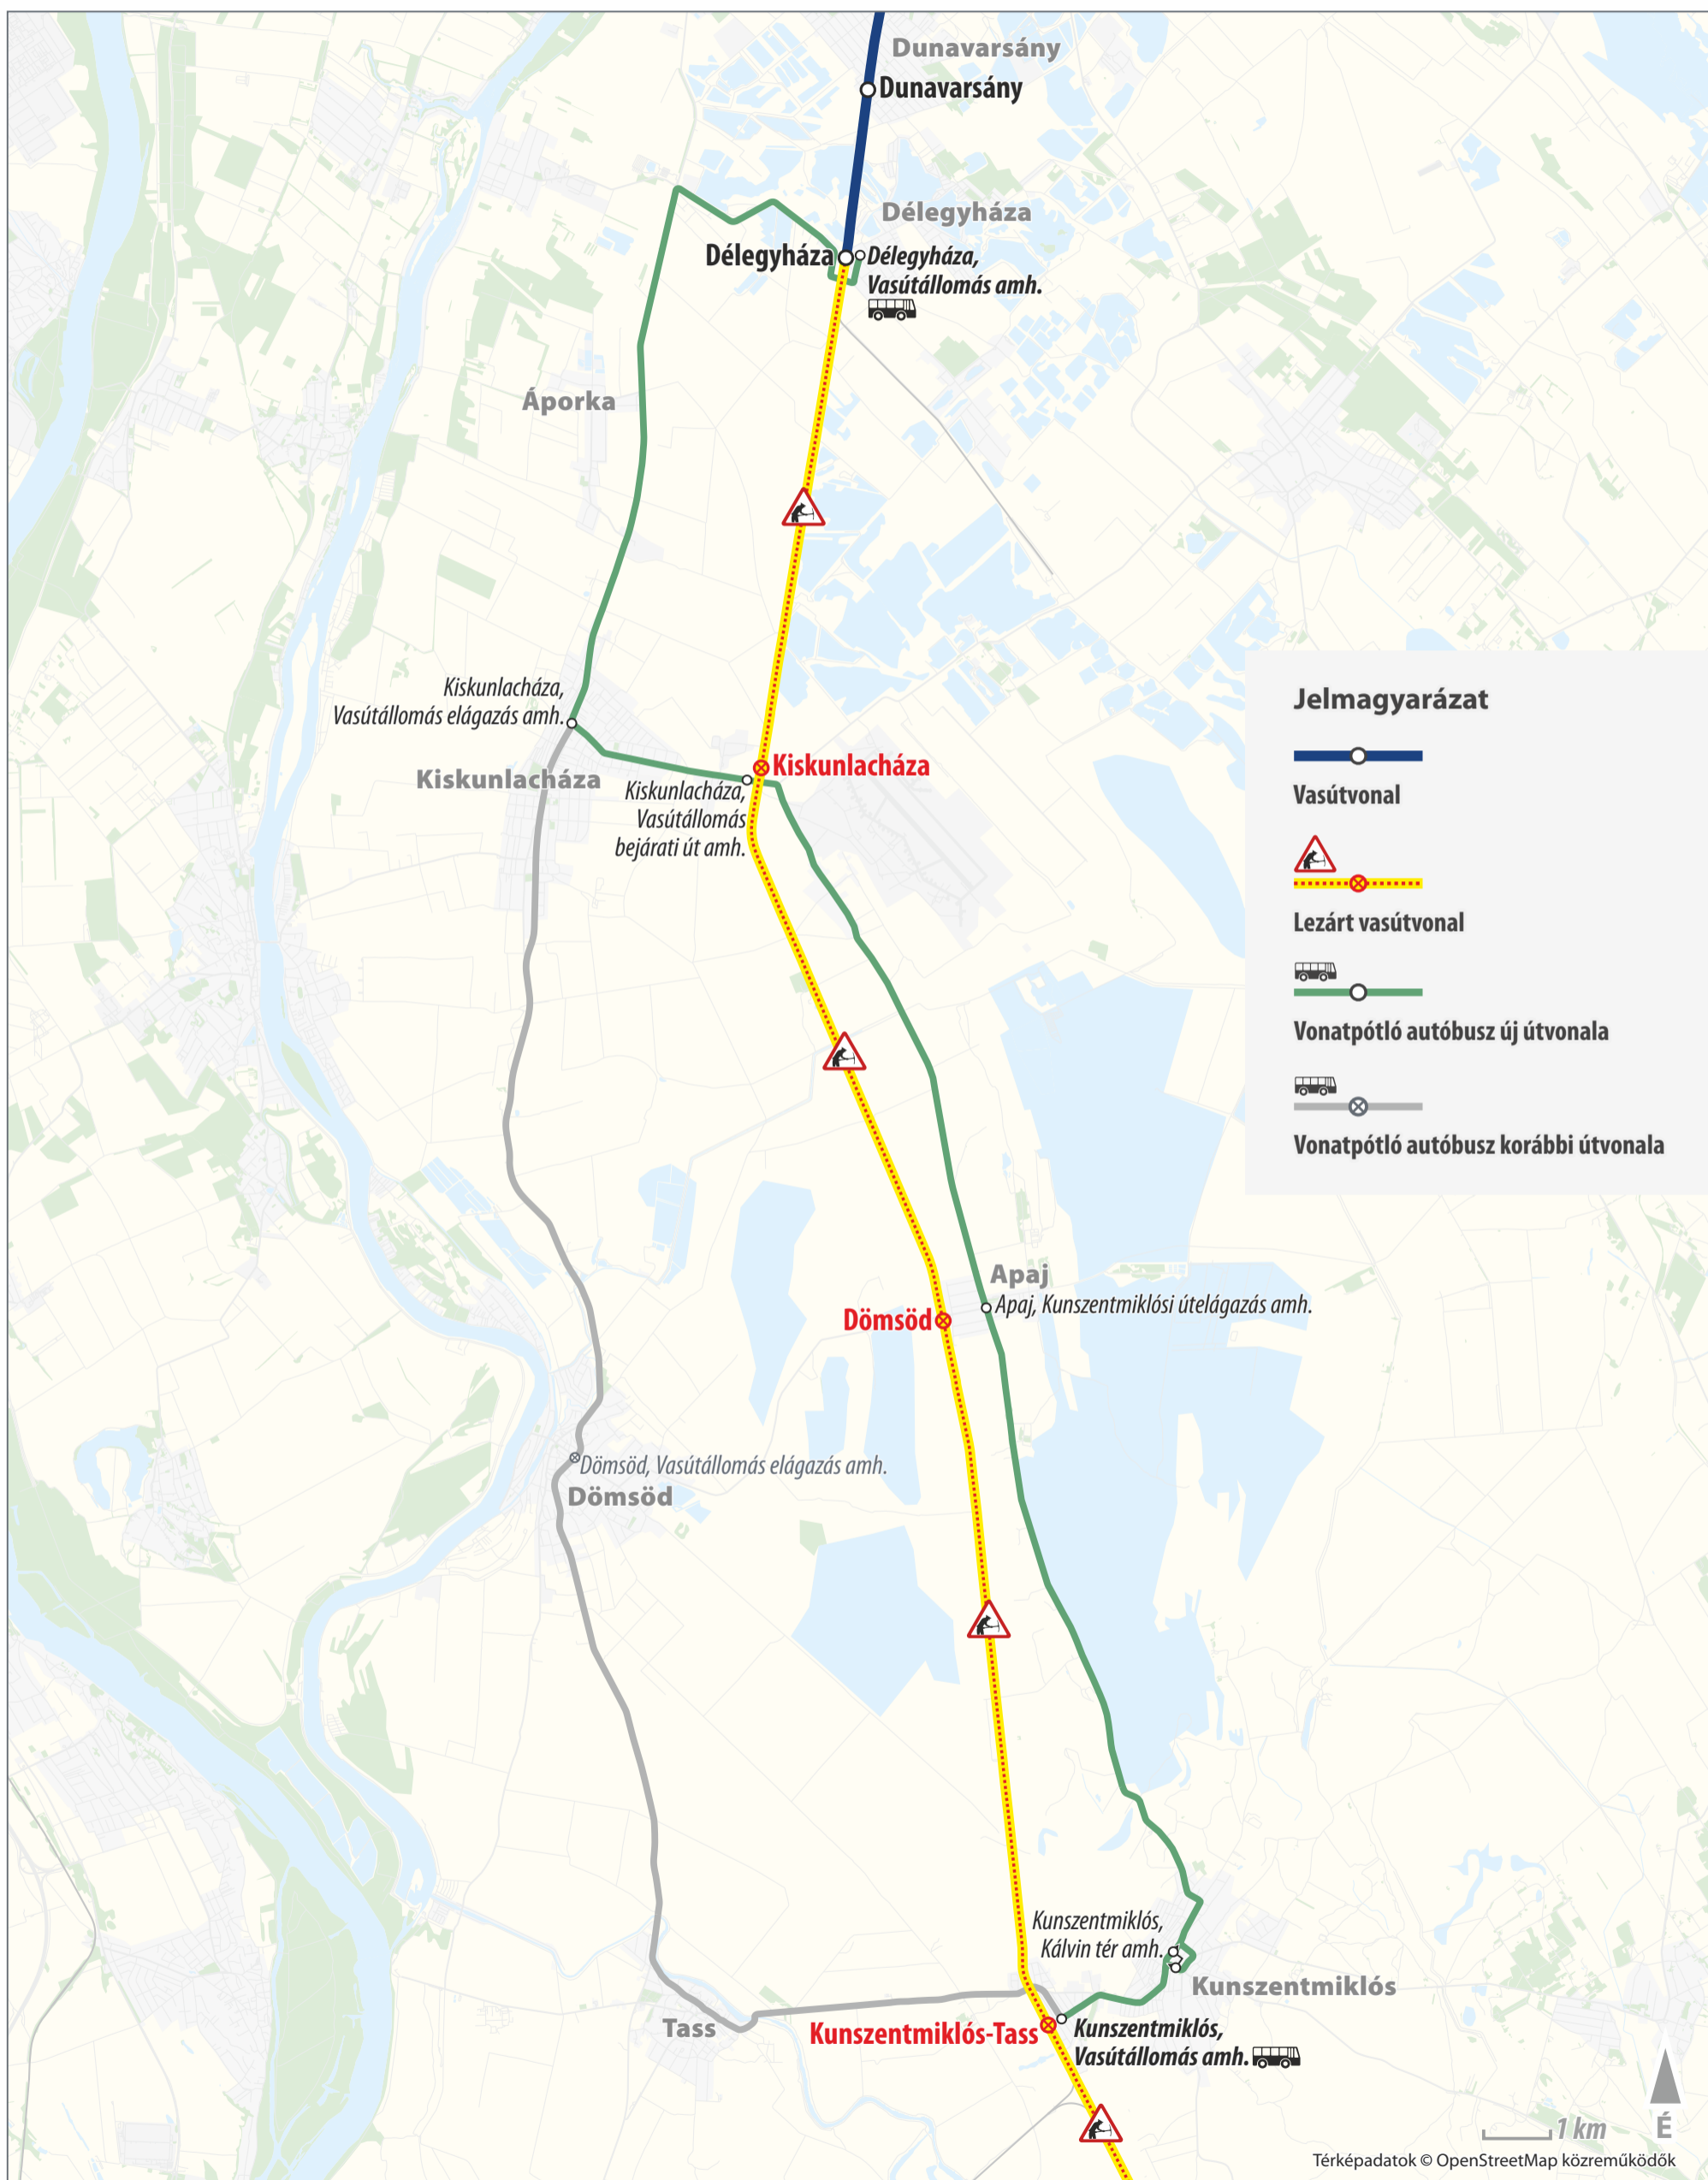 Dunavarsány
Dunavarsány
Délegyháza
Délegyháza
Délegyháza,
Vasútállomás amh.
Áporka
Kiskunlacháza,
Vasútállomás elágazás amh.
Kiskunlacháza
Kiskunlacháza
Kiskunlacháza,
Vasútállomás
bejárati út amh.
Jelmagyarázat
Vasútvonal
Lezárt vasútvonal
Vonatpótló autóbusz új útvonala
Vonatpótló autóbusz korábbi útvonala
Apaj
Apaj, Kunszentmiklósi útelágazás amh.
Dömsöd
Dömsöd, Vasútállomás elágazás amh.
Dömsöd
Kunszentmiklós,
Kálvin tér amh.
Kunszentmiklós
Tass
Kunszentmiklós-Tass
Kunszentmiklós,
Vasútállomás amh.
1 km
É
Térképadatok © OpenStreetMap közreműködők